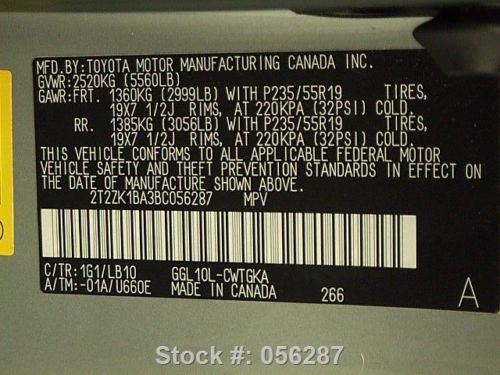 MFD.BY:TOYOTA MOTOR MANUFACTURING CANADA INC.
GVWR:2520KG (5560LB)
GAWR:FRT. 1360KG (2999LB) WITH P235/55R19 TIRES,
19X7 1/2J RIMS, AT 220KPA (32PSI) COLD.
RR. 1385KG (3056LB) WITH P235/55R19 TIRES,
19X7 1/2J RIMS, AT 220KPA (32PSI) COLD.
THIS VEHICLE CONFORMS TO ALL APPLICABLE FEDERAL MOTOR
VEHICLE SAFETY AND THEFT PREVENTION STANDARDS IN EFFECT ON
THE DATE OF MANUFACTURE SHOWN ABOVE.
2T2ZK1BA3BC056287 MPV
C/TR:1G1/LB10 GGL10L-CWTGKA
A/TM:-01A/U660E MADE IN CANADA 266 A
Stock #: 056287